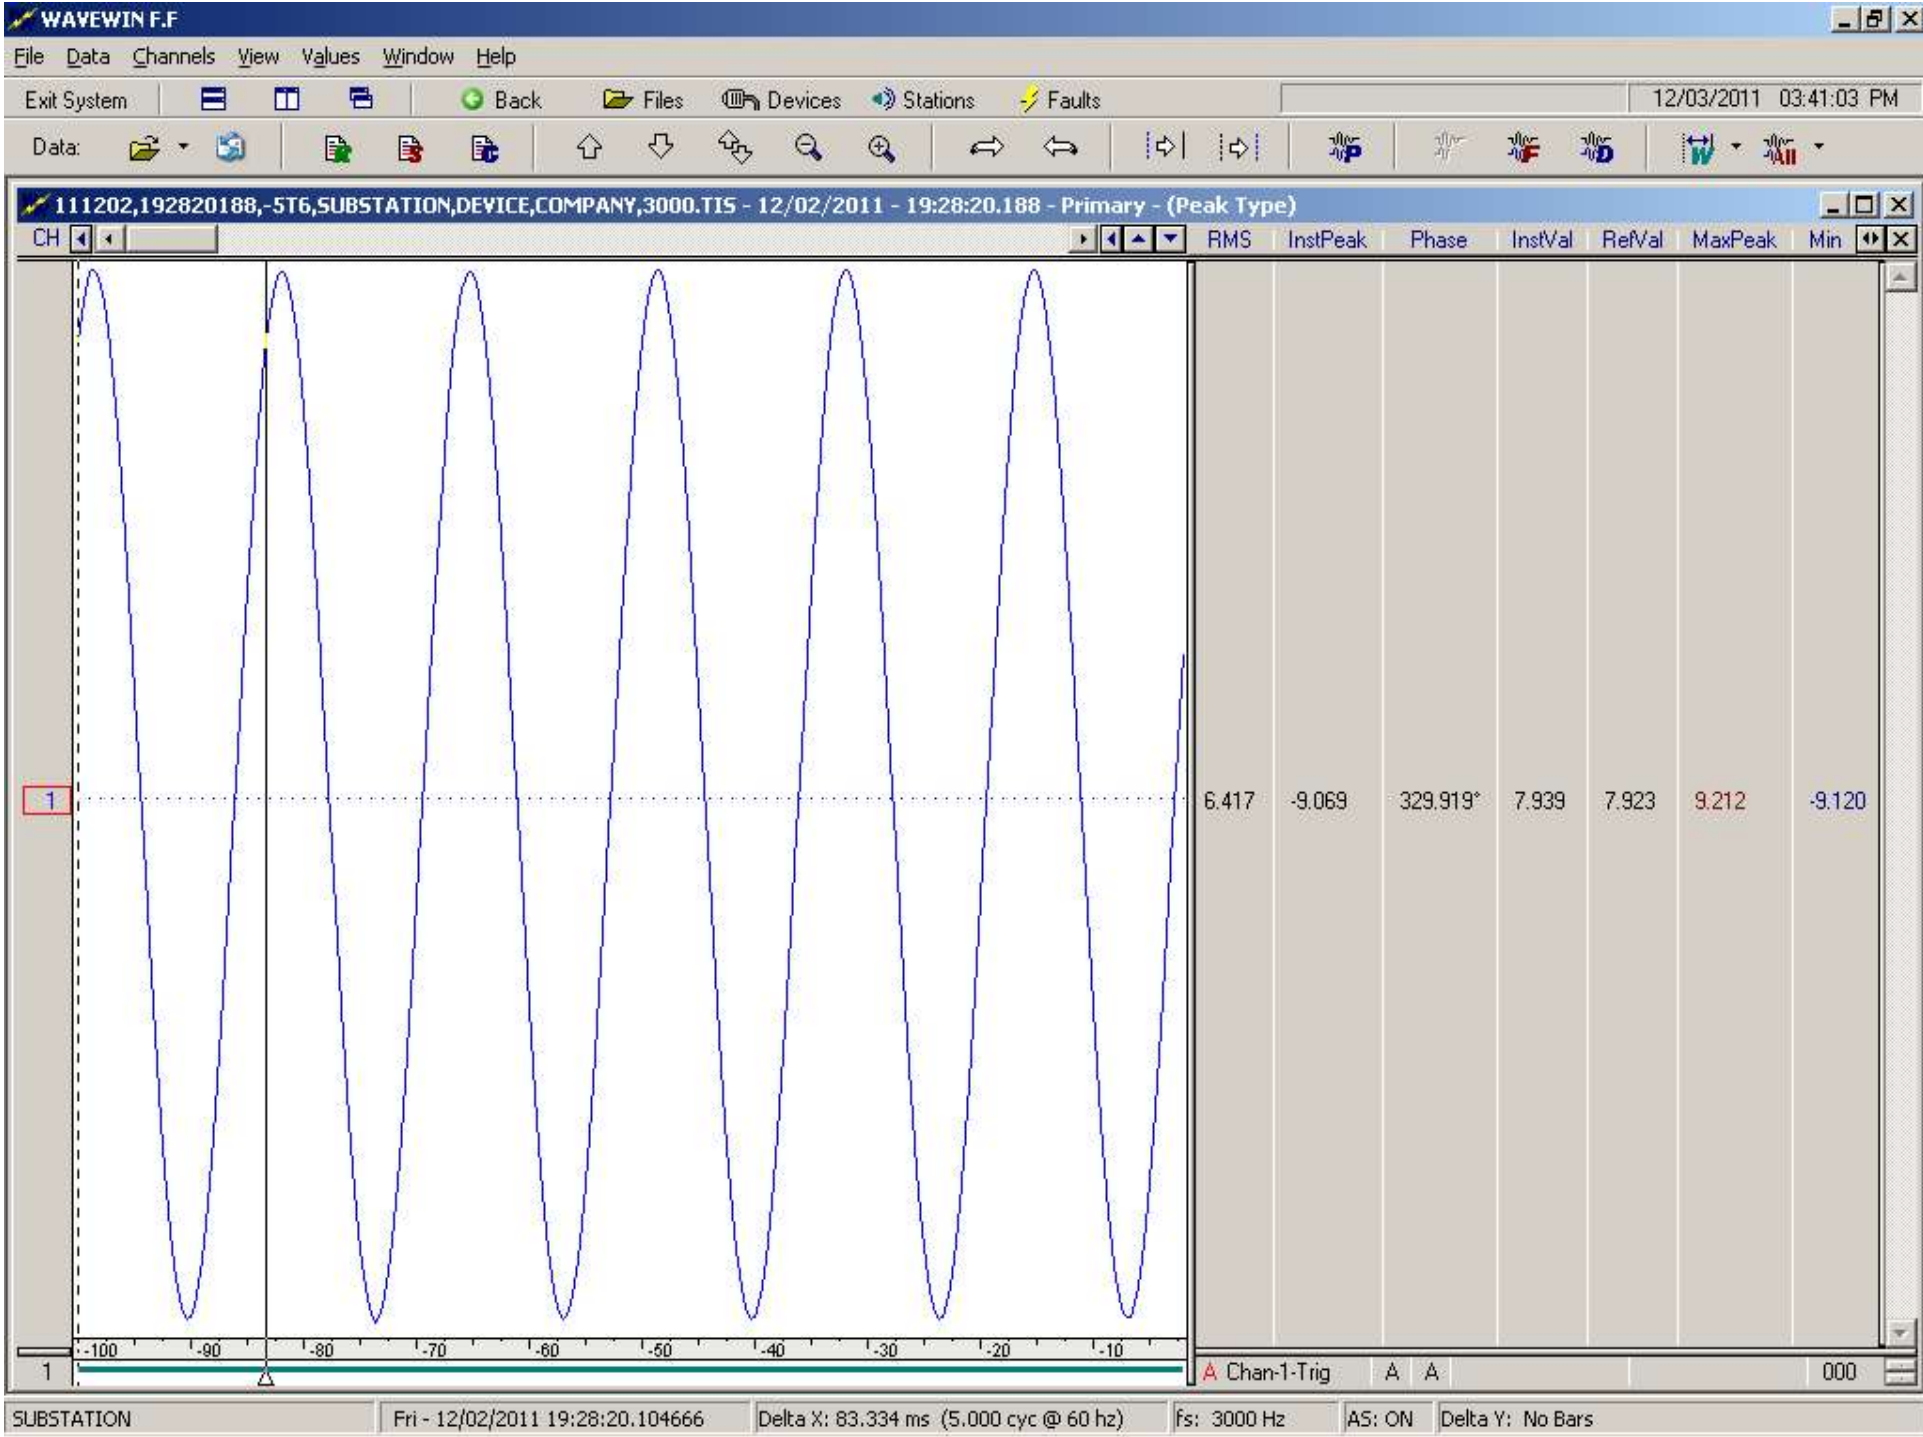 WAVEWIN F.F
File Data Channels View Values Window Help
Exit System Back Files Devices Stations Faults 12/03/2011 03:41:03 PM
Data: P F D W All
111202,192820188,-5T6,SUBSTATION,DEVICE,COMPANY,3000.TIS - 12/02/2011 - 19:28:20.188 - Primary - (Peak Type)
CH RMS InstPeak Phase InstVal RefVal MaxPeak Min
1 6.417 -9.069 329.919° 7.939 7.923 9.212 -9.120
-100 -90 -80 -70 -60 -50 -40 -30 -20 -10
1 A Chan-1-Trig A A 000
SUBSTATION Fri - 12/02/2011 19:28:20.104666 Delta X: 83.334 ms (5.000 cyc @ 60 hz) fs: 3000 Hz AS: ON Delta Y: No Bars